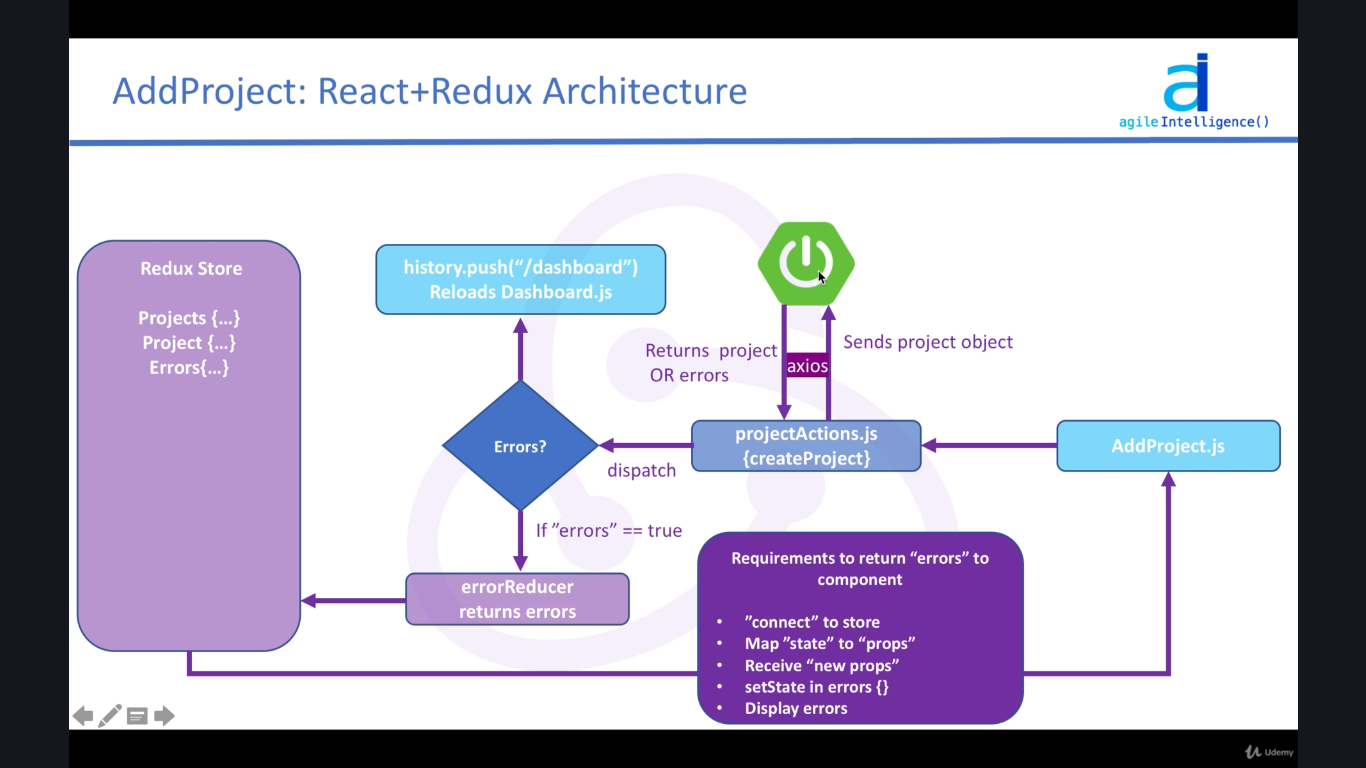 AddProject: React+Redux Architecture
ai
agileIntelligence()
Redux Store
Projects {...}
Project {...}
Errors{...}
history.push(“/dashboard”)
Reloads Dashboard.js
Returns project
OR errors
axios
Sends project object
Errors?
dispatch
projectActions.js
{createProject}
AddProject.js
If ”errors” == true
errorReducer
returns errors
Requirements to return “errors” to
component
• ”connect” to store
• Map ”state” to “props”
• Receive “new props”
• setState in errors {}
• Display errors
Udemy